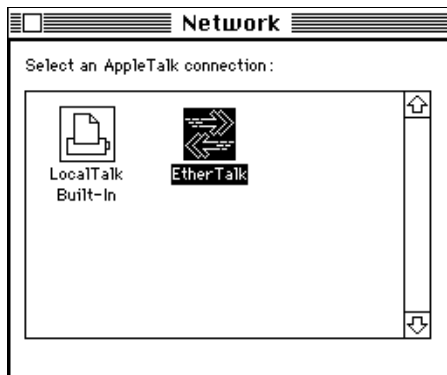 Network
Select an AppleTalk connection:
LocalTalk
Built-In
EtherTalk